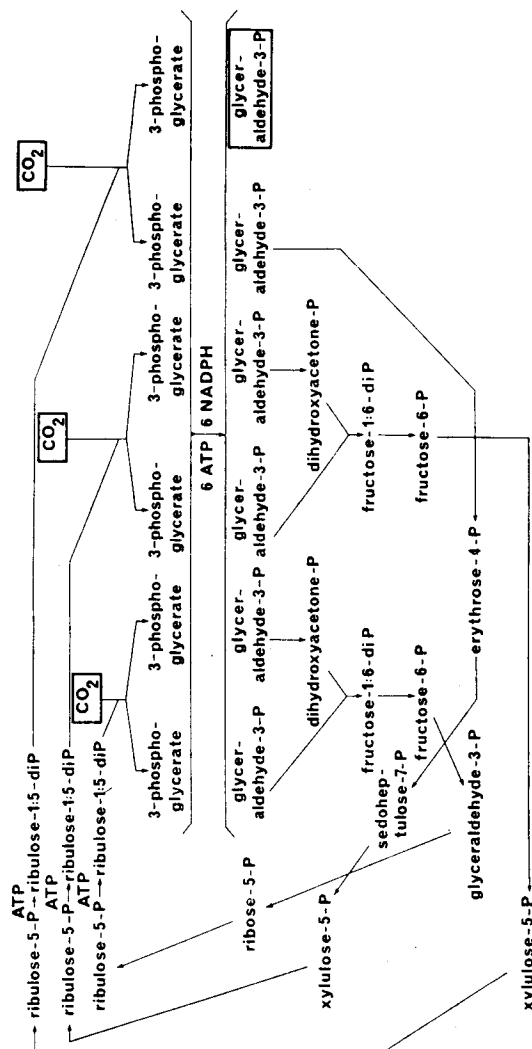 ATP
ribulose-5-P→ribulose-1:5-diP
ATP
ribulose-5-P→ribulose-1:5-diP
ATP
ribulose-5-P→ribulose-1:5-diP
CO2
CO2
CO2
3-phospho-
glycerate
3-phospho-
glycerate
3-phospho-
glycerate
3-phospho-
glycerate
3-phospho-
glycerate
3-phospho-
glycerate
6 ATP 6 NADPH
glycer-
aldehyde-3-P
glycer-
aldehyde-3-P
glycer-
aldehyde-3-P
glycer-
aldehyde-3-P
glycer-
aldehyde-3-P
glycer-
aldehyde-3-P
ribose-5-P
dihydroxyacetone-P
dihydroxyacetone-P
xylulose-5-P
sedohep-
tulose-7-P
fructose-1:6-diP
fructose-1:6-diP
fructose-6-P
fructose-6-P
glyceraldehyde-3-P
erythrose-4-P
xylulose-5-P